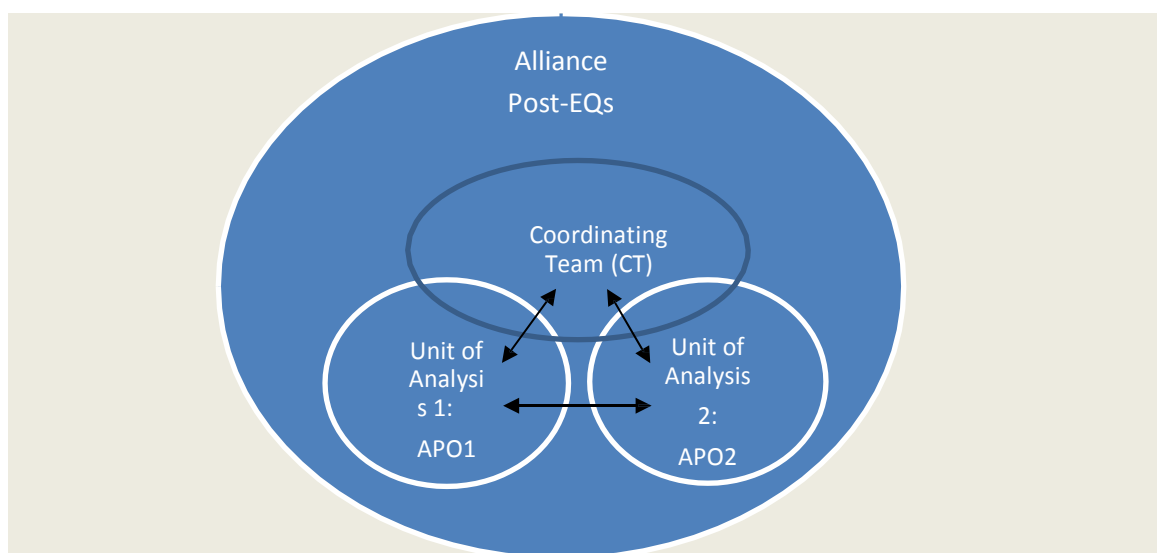 Alliance
Post-EQs
Coordinating
Team (CT)
Unit of
Analysi
s 1:
APO1
Unit of
Analysis
2:
APO2